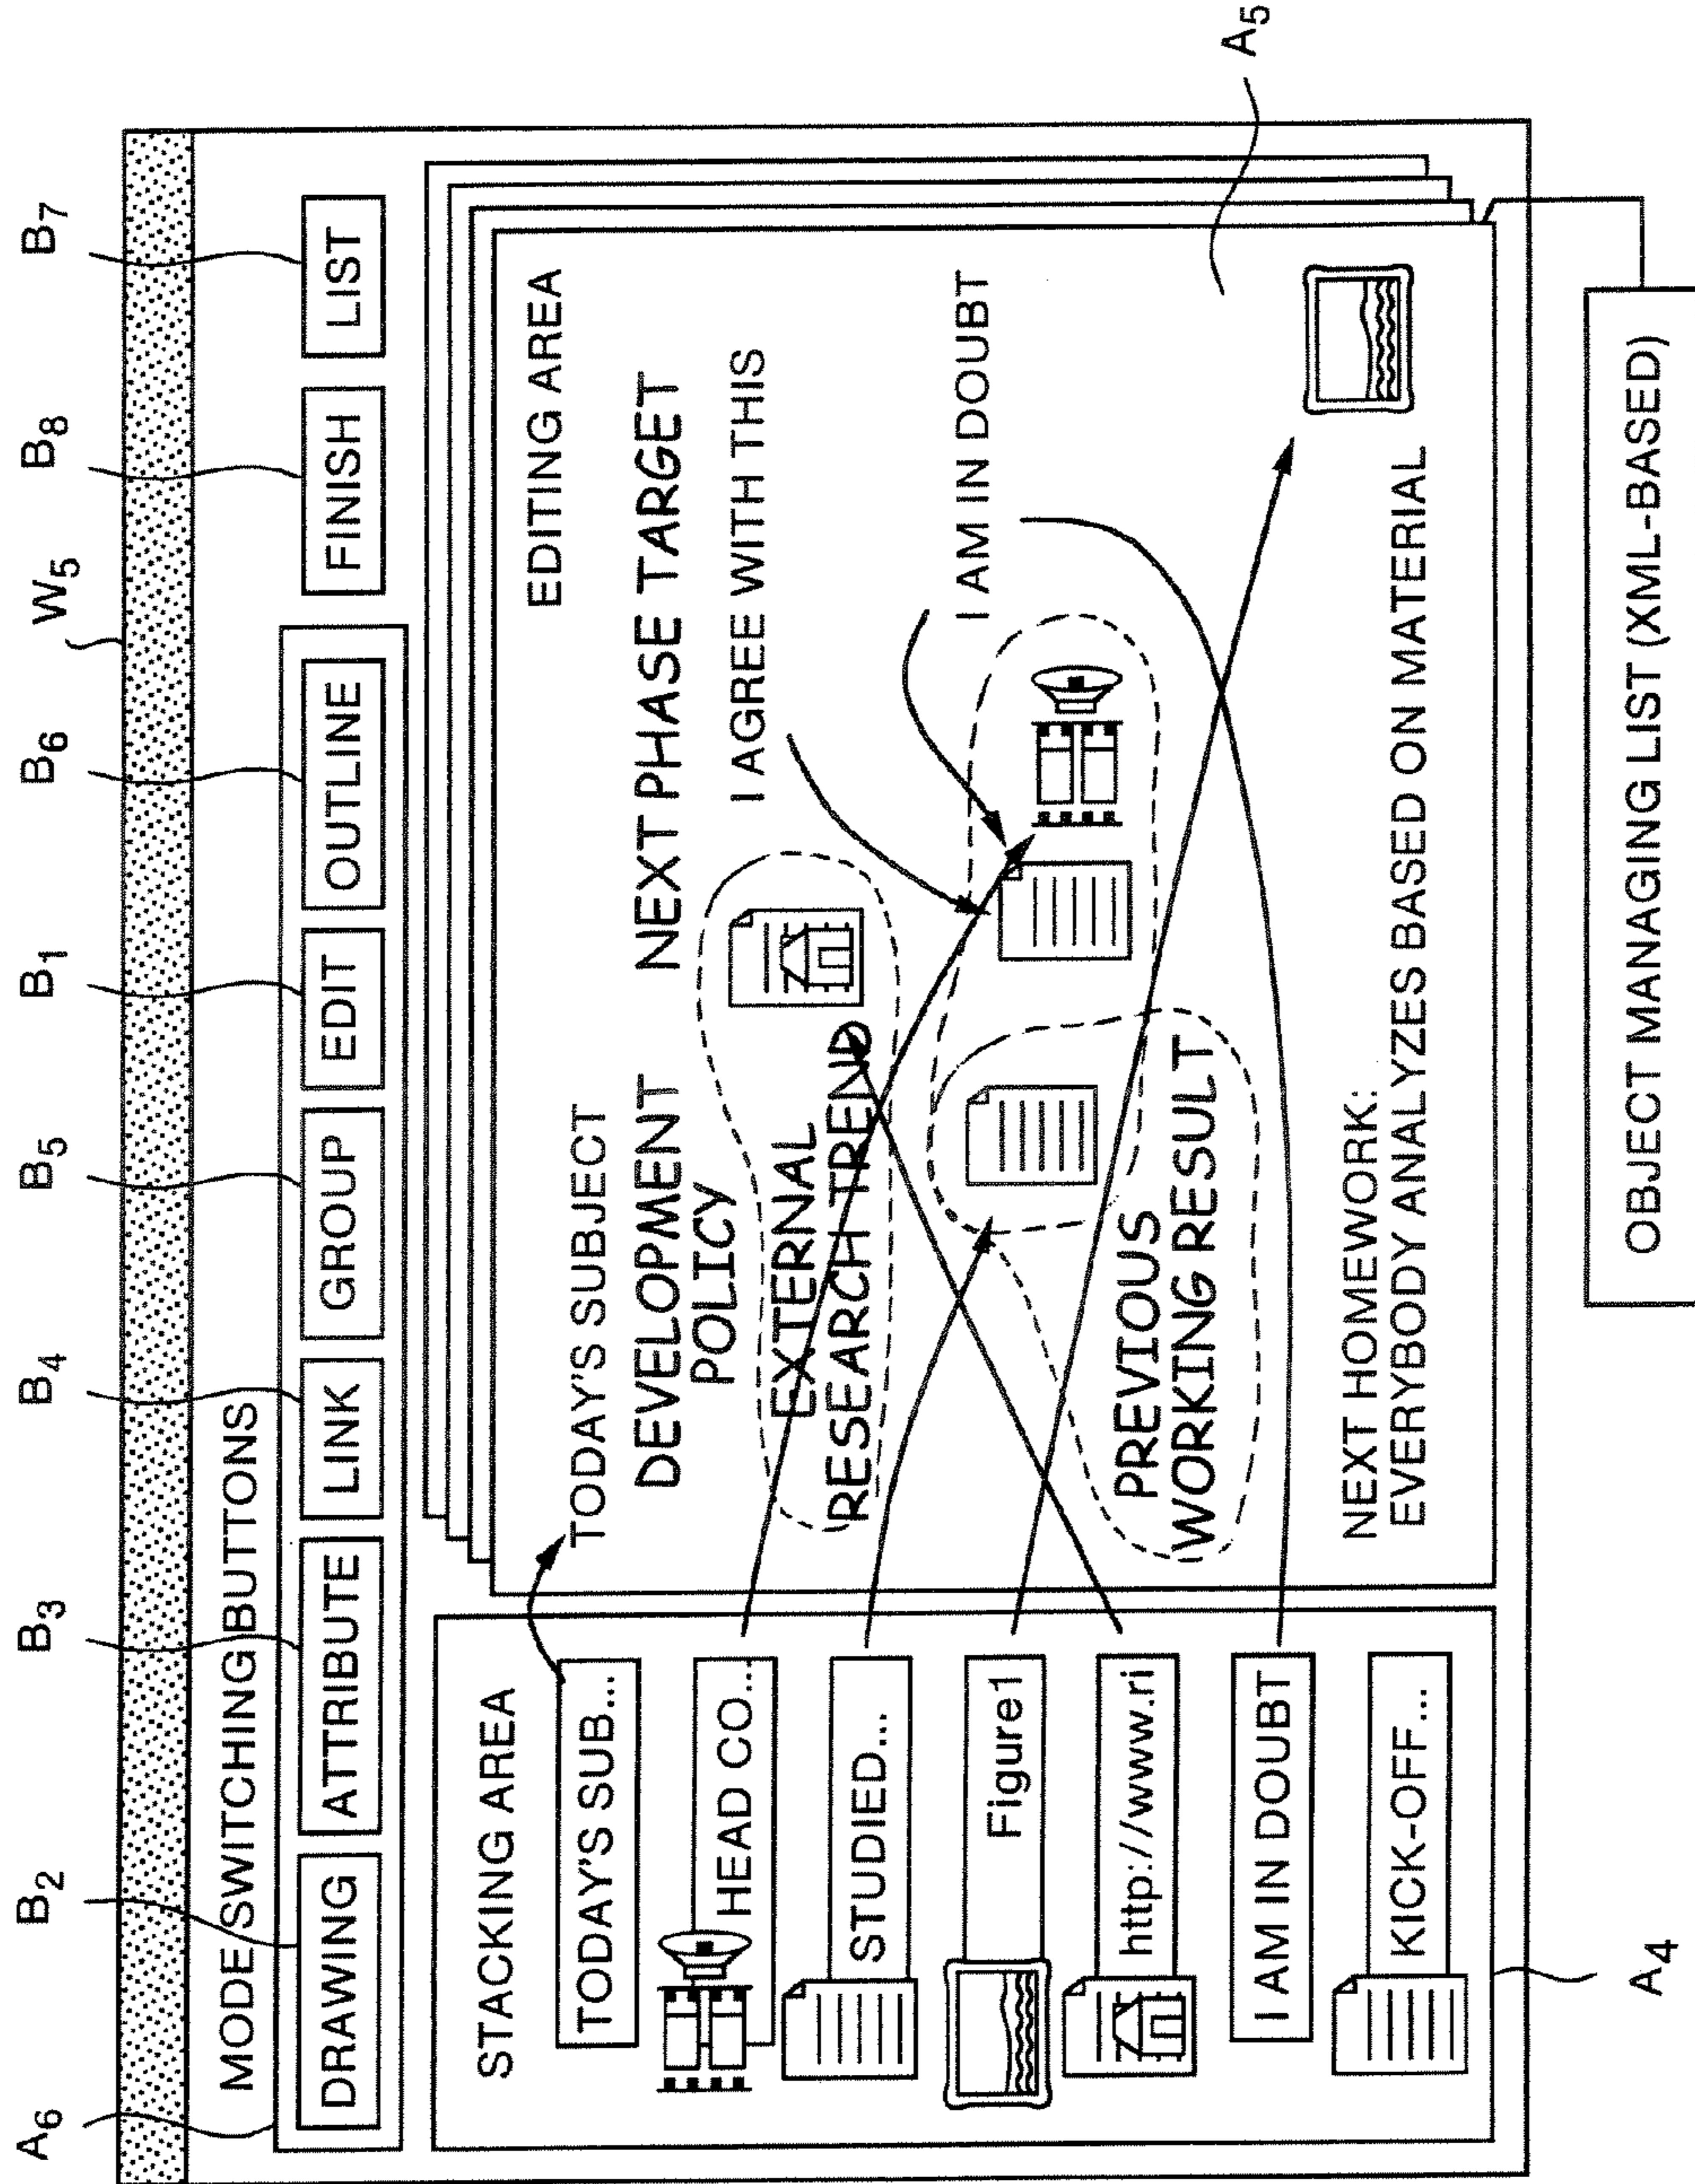 A6 B2 B3 B4 B5 B1 B6 W5 B8 B7
MODE SWITCHING BUTTONS
DRAWING ATTRIBUTE LINK GROUP EDIT OUTLINE FINISH LIST
STACKING AREA
TODAY'S SUB...
HEAD CO...
STUDIED...
Figure1
http://www.ri
I AM IN DOUBT
KICK-OFF...
A4
EDITING AREA
TODAY'S SUBJECT
DEVELOPMENT
POLICY
NEXT PHASE TARGET
I AGREE WITH THIS
EXTERNAL
RESEARCH TREND
I AM IN DOUBT
PREVIOUS
WORKING RESULT
NEXT HOMEWORK:
EVERYBODY ANALYZES BASED ON MATERIAL
A5
OBJECT MANAGING LIST (XML-BASED)